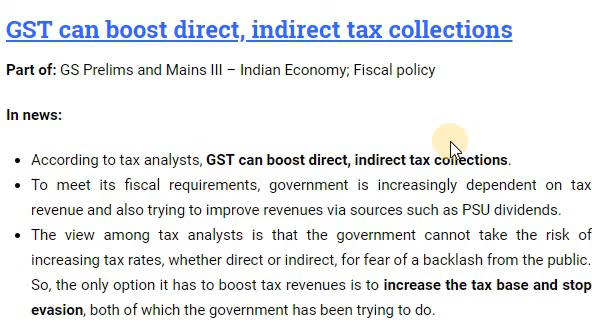 GST can boost direct, indirect tax collections
Part of: GS Prelims and Mains III – Indian Economy; Fiscal policy
In news:
• According to tax analysts, GST can boost direct, indirect tax collections.
• To meet its fiscal requirements, government is increasingly dependent on tax
revenue and also trying to improve revenues via sources such as PSU dividends.
• The view among tax analysts is that the government cannot take the risk of
increasing tax rates, whether direct or indirect, for fear of a backlash from the public.
So, the only option it has to boost tax revenues is to increase the tax base and stop
evasion, both of which the government has been trying to do.